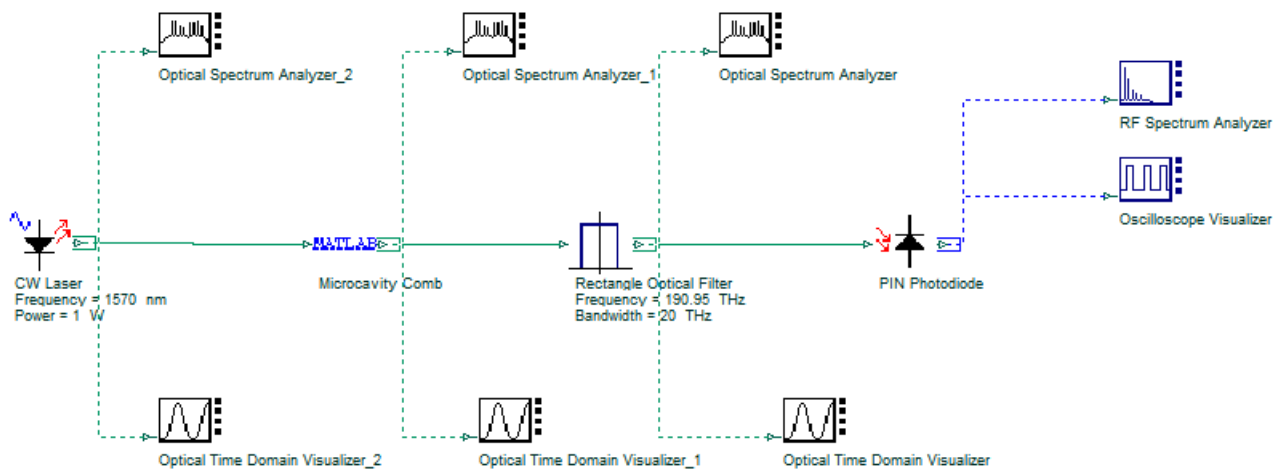 Optical Spectrum Analyzer_2
Optical Spectrum Analyzer_1
Optical Spectrum Analyzer
RF Spectrum Analyzer
Oscilloscope Visualizer
MATLAB
CW Laser
Frequency = 1570 nm
Power = 1 W
Microcavity Comb
Rectangle Optical Filter
Frequency = 190.95 THz
Bandwidth = 20 THz
PIN Photodiode
Optical Time Domain Visualizer_2
Optical Time Domain Visualizer_1
Optical Time Domain Visualizer